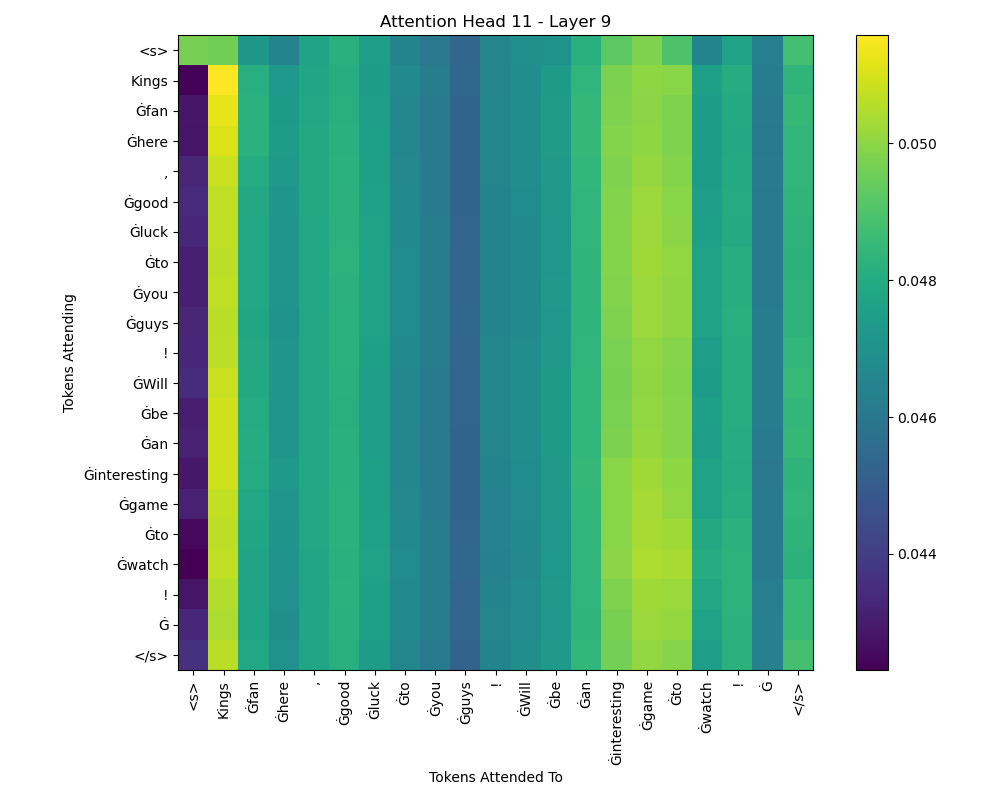 Attention Head 11 - Layer 9
<s>
Kings
Ġfan
Ġhere
,
Ġgood
Ġluck
Ġto
Ġyou
Ġguys
!
ĠWill
Ġbe
Ġan
Ġinteresting
Ġgame
Ġto
Ġwatch
!
Ġ
</s>
Tokens Attending
<s>
Kings
Ġfan
Ġhere
,
Ġgood
Ġluck
Ġto
Ġyou
Ġguys
!
ĠWill
Ġbe
Ġan
Ġinteresting
Ġgame
Ġto
Ġwatch
!
Ġ
</s>
Tokens Attended To
0.050
0.048
0.046
0.044